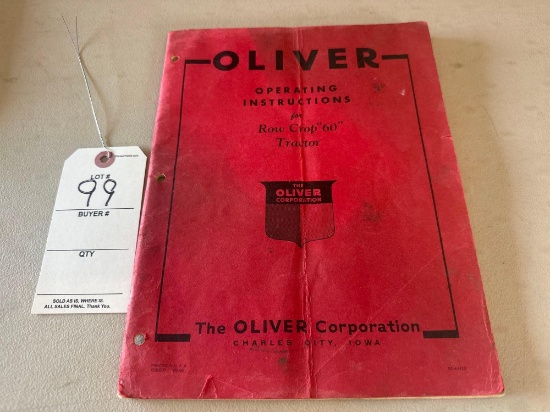 LOT #
99
BUYER #
QTY
SOLD AS IS, WHERE IS.
ALL SALES FINAL, Thank You.
OLIVER
OPERATING
INSTRUCTIONS
for
Row Crop "60"
Tractor
THE
OLIVER
CORPORATION
The OLIVER Corporation
CHARLES CITY, IOWA